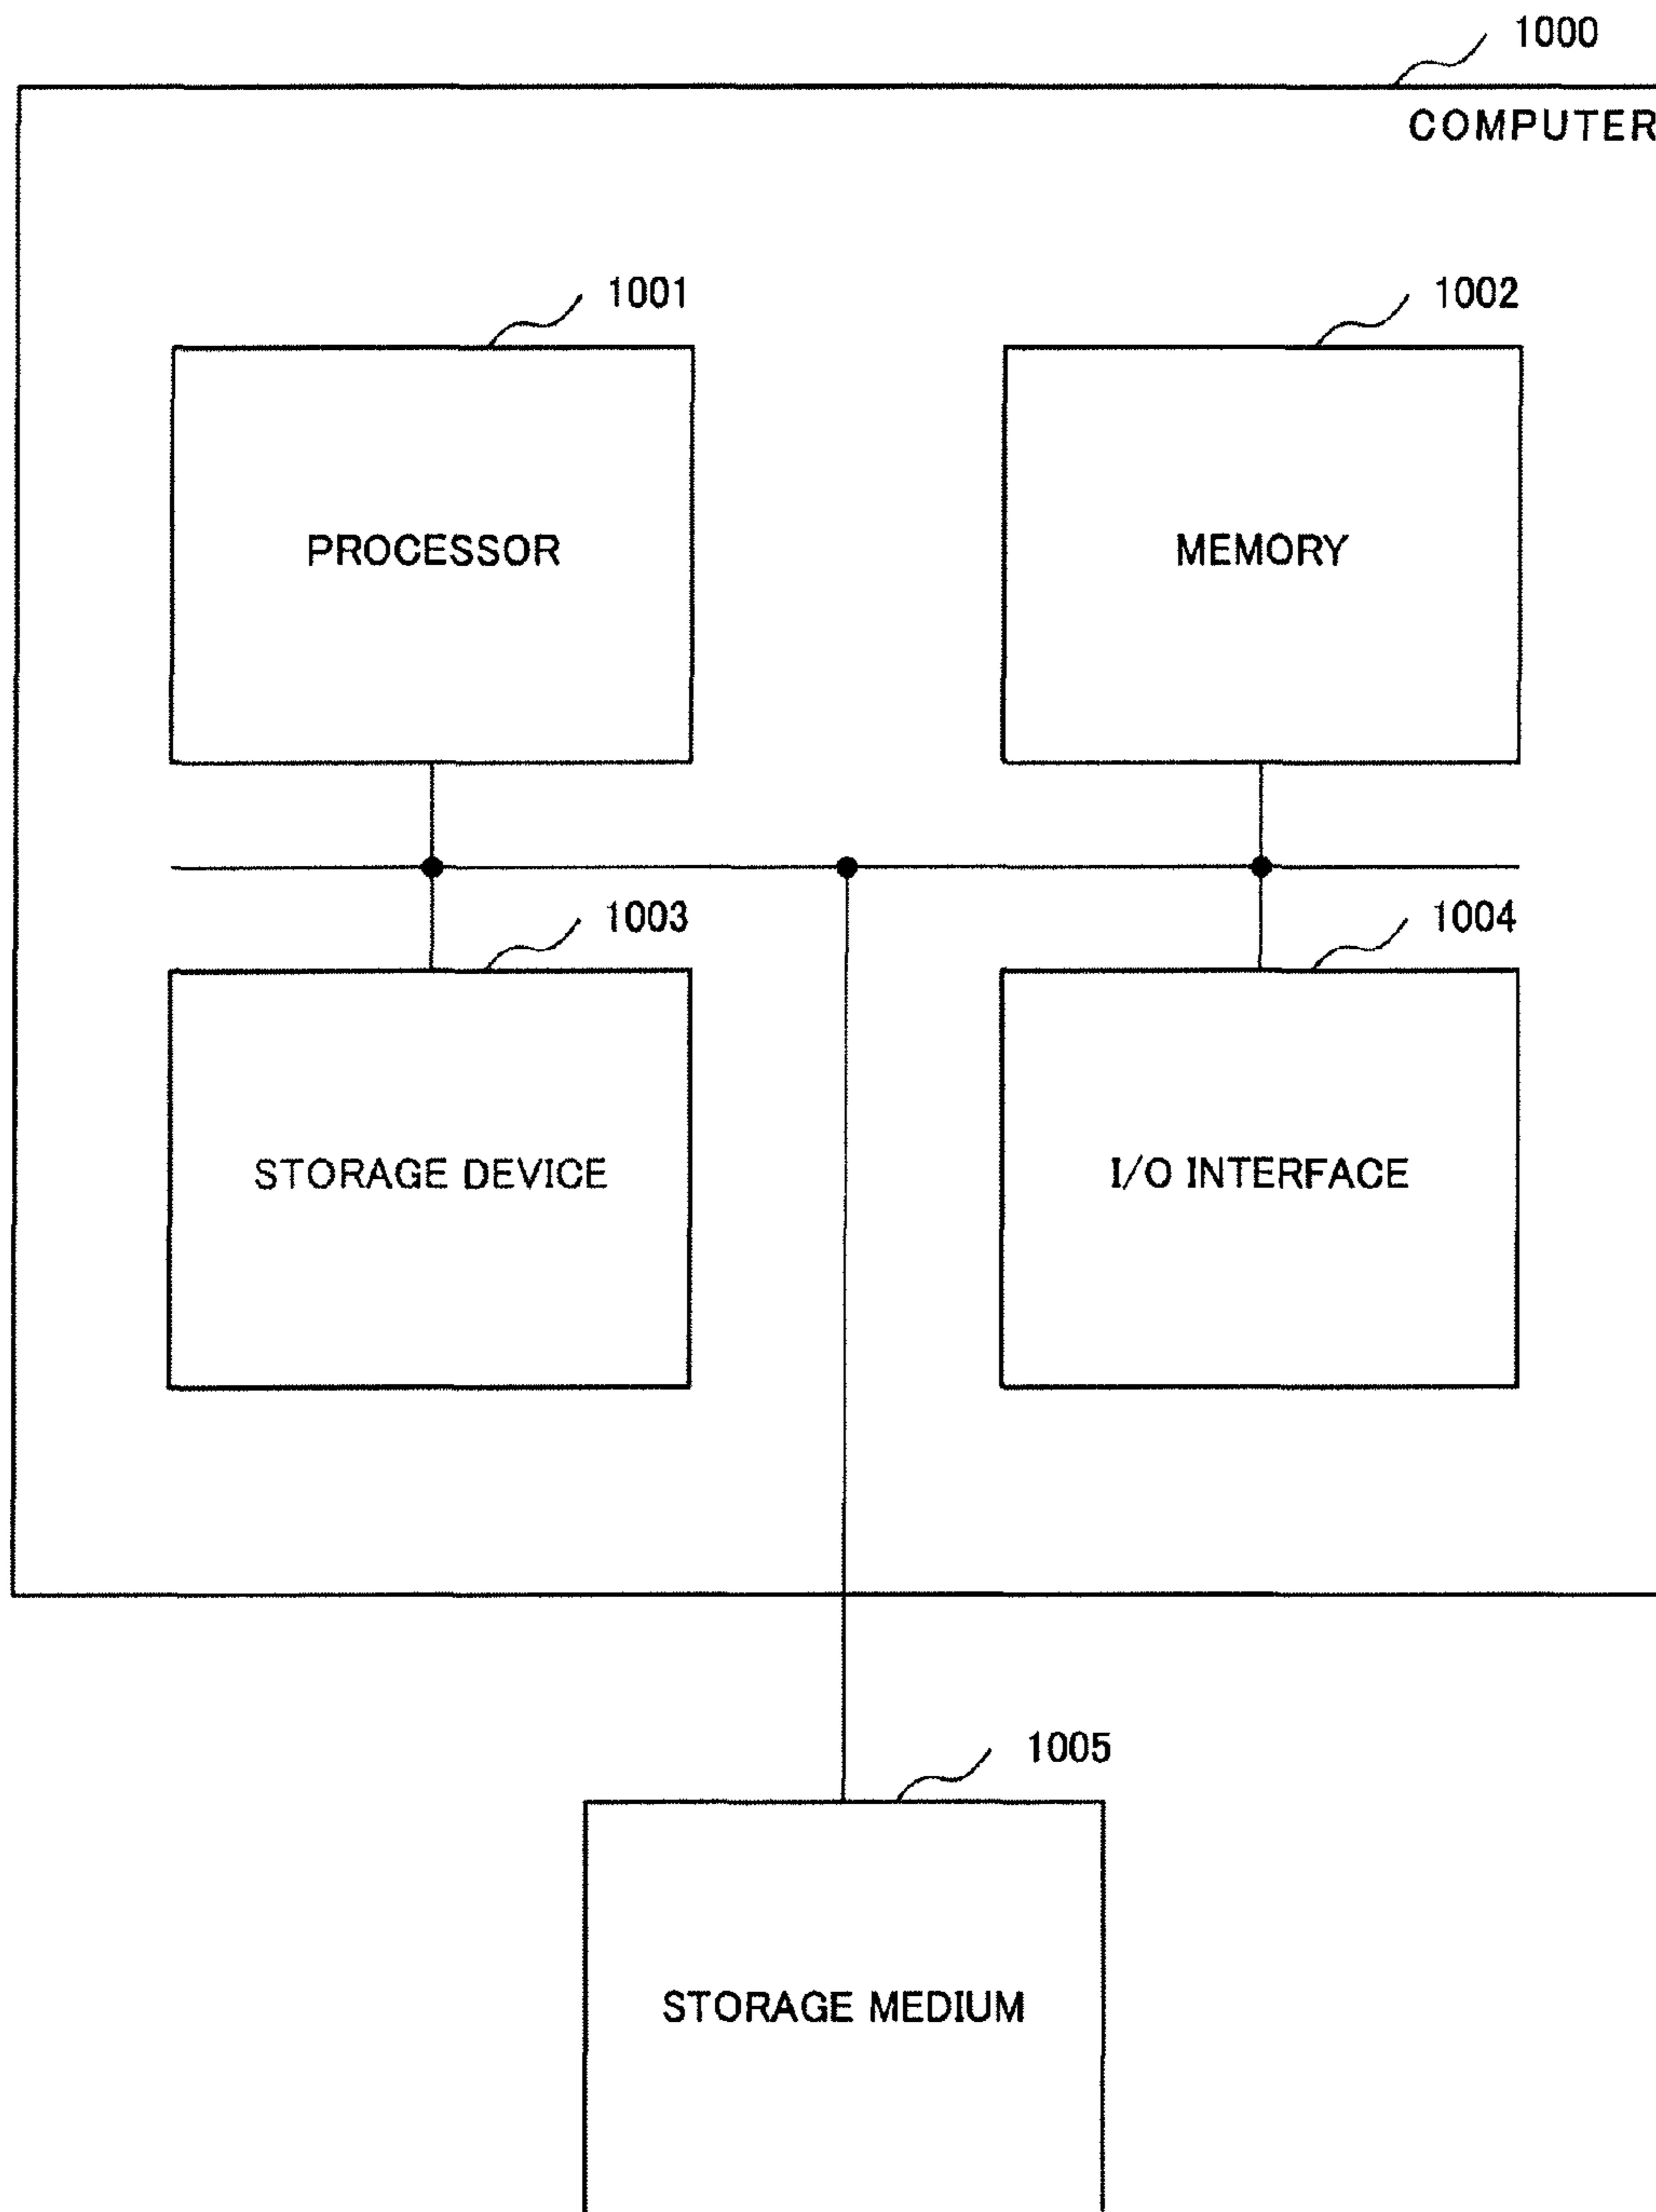 1000
COMPUTER
1001
1002
PROCESSOR
MEMORY
1003
1004
STORAGE DEVICE
I/O INTERFACE
1005
STORAGE MEDIUM